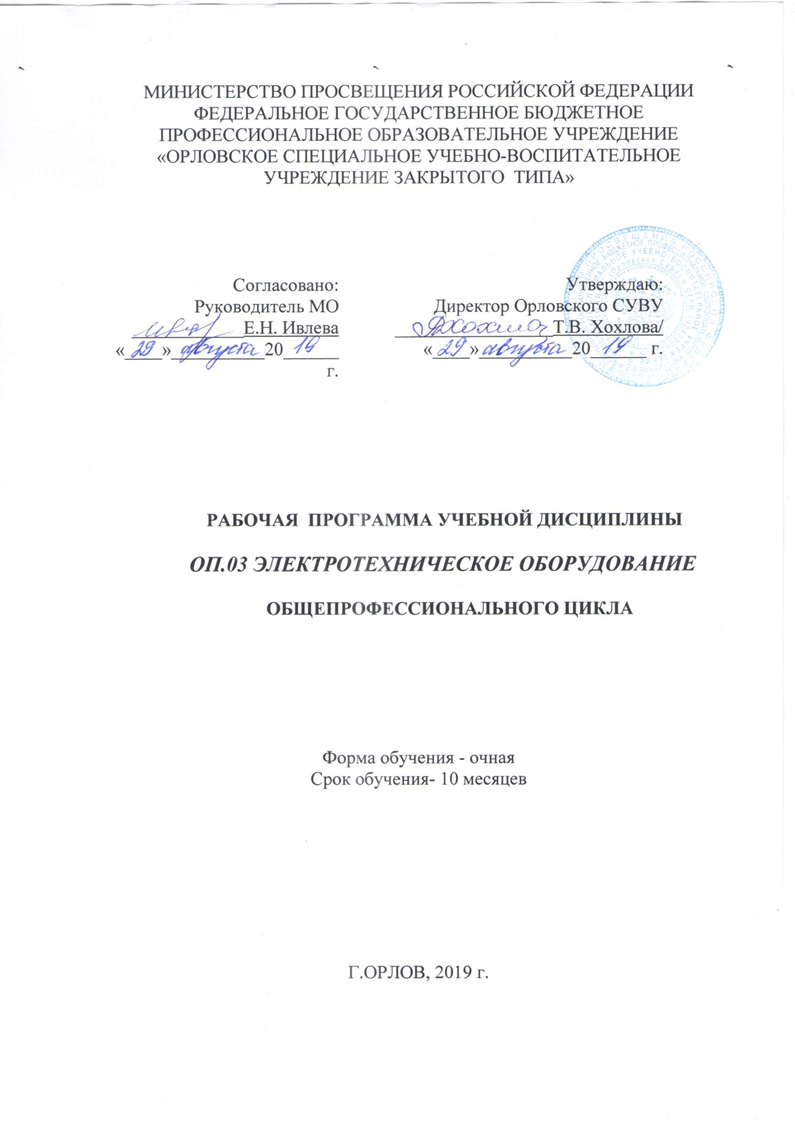 МИНИСТЕРСТВО ПРОСВЕЩЕНИЯ РОССИЙСКОЙ ФЕДЕРАЦИИ
ФЕДЕРАЛЬНОЕ ГОСУДАРСТВЕННОЕ БЮДЖЕТНОЕ
ПРОФЕССИОНАЛЬНОЕ ОБРАЗОВАТЕЛЬНОЕ УЧРЕЖДЕНИЕ
«ОРЛОВСКОЕ СПЕЦИАЛЬНОЕ УЧЕБНО-ВОСПИТАТЕЛЬНОЕ
УЧРЕЖДЕНИЕ ЗАКРЫТОГО ТИПА»
Согласовано:
Руководитель МО
Е.Н. Ивлева
« 29 » августа 20 19
г.
Утверждаю:
Директор Орловского СУВУ
Т.В. Хохлова/
« 29 » августа 20 19 г.
РАБОЧАЯ ПРОГРАММА УЧЕБНОЙ ДИСЦИПЛИНЫ
ОП.03 ЭЛЕКТРОТЕХНИЧЕСКОЕ ОБОРУДОВАНИЕ
ОБЩЕПРОФЕССИОНАЛЬНОГО ЦИКЛА
Форма обучения - очная
Срок обучения- 10 месяцев
Г.ОРЛОВ, 2019 г.